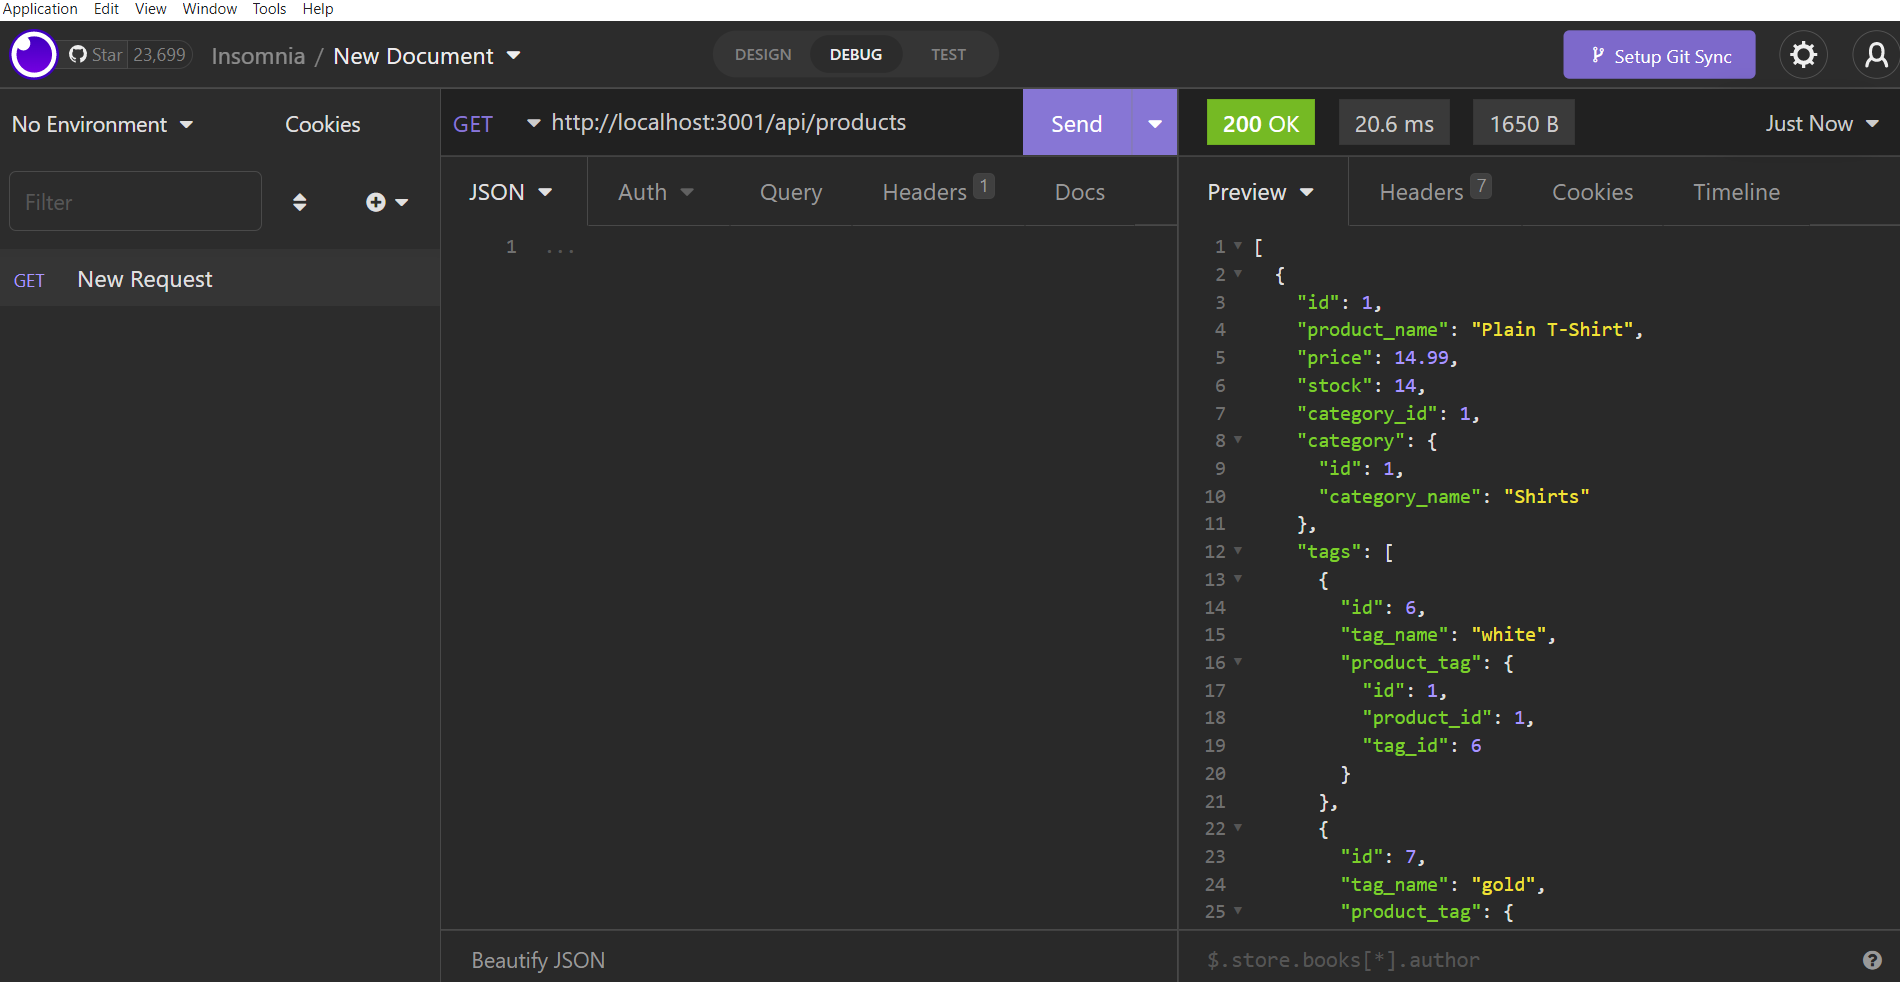 Application Edit View Window Tools Help
Star 23,699 Insomnia / New Document DESIGN DEBUG TEST Setup Git Sync
No Environment Cookies
Filter
GET New Request
GET http://localhost:3001/api/products Send
JSON Auth Query Headers 1 Docs
1 ...
Beautify JSON
200 OK 20.6 ms 1650 B Just Now
Preview Headers 7 Cookies Timeline
1 [
2 {
3 "id": 1,
4 "product_name": "Plain T-Shirt",
5 "price": 14.99,
6 "stock": 14,
7 "category_id": 1,
8 "category": {
9 "id": 1,
10 "category_name": "Shirts"
11 },
12 "tags": [
13 {
14 "id": 6,
15 "tag_name": "white",
16 "product_tag": {
17 "id": 1,
18 "product_id": 1,
19 "tag_id": 6
20 }
21 },
22 {
23 "id": 7,
24 "tag_name": "gold",
25 "product_tag": {
$.store.books[*].author ?